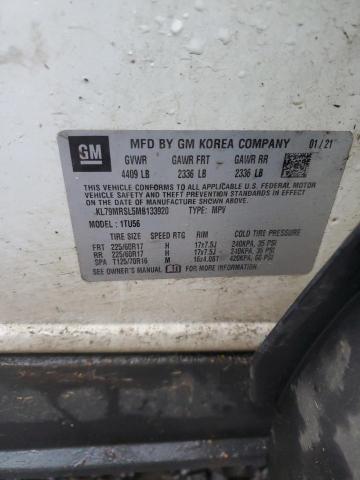 GM
MFD BY GM KOREA COMPANY 01/21
GVWR GAWR FRT GAWR RR
4409 LB 2336 LB 2336 LB
THIS VEHICLE CONFORMS TO ALL APPLICABLE U.S. FEDERAL MOTOR
VEHICLE SAFETY AND THEFT PREVENTION STANDARDS IN EFFECT
ON THE DATE OF MANUFACTURE SHOWN ABOVE.
KL79MRSL5MB133920 TYPE: MPV
MODEL: 1TU56
TIRE SIZE SPEED RTG RIM COLD TIRE PRESSURE
FRT 225/60R17 H 17x7.5J 240KPA, 35 PSI
RR 225/60R17 H 17x7.5J 240KPA, 35 PSI
SPA T125/70R16 M 16x4.0BT 420KPA, 60 PSI
SEE OWNER'S MANUAL FOR MORE INFORMATION.